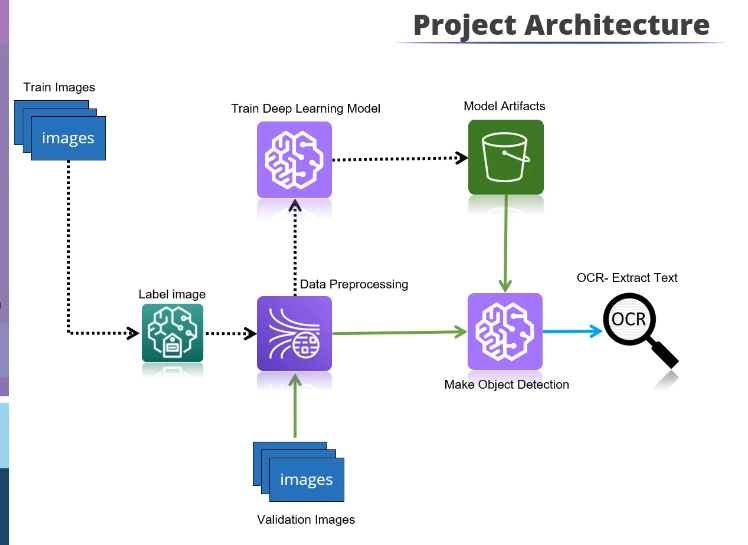 Project Architecture
Train Images
images
Train Deep Learning Model
Model Artifacts
Label image
Data Preprocessing
OCR- Extract Text
OCR
Make Object Detection
images
Validation Images